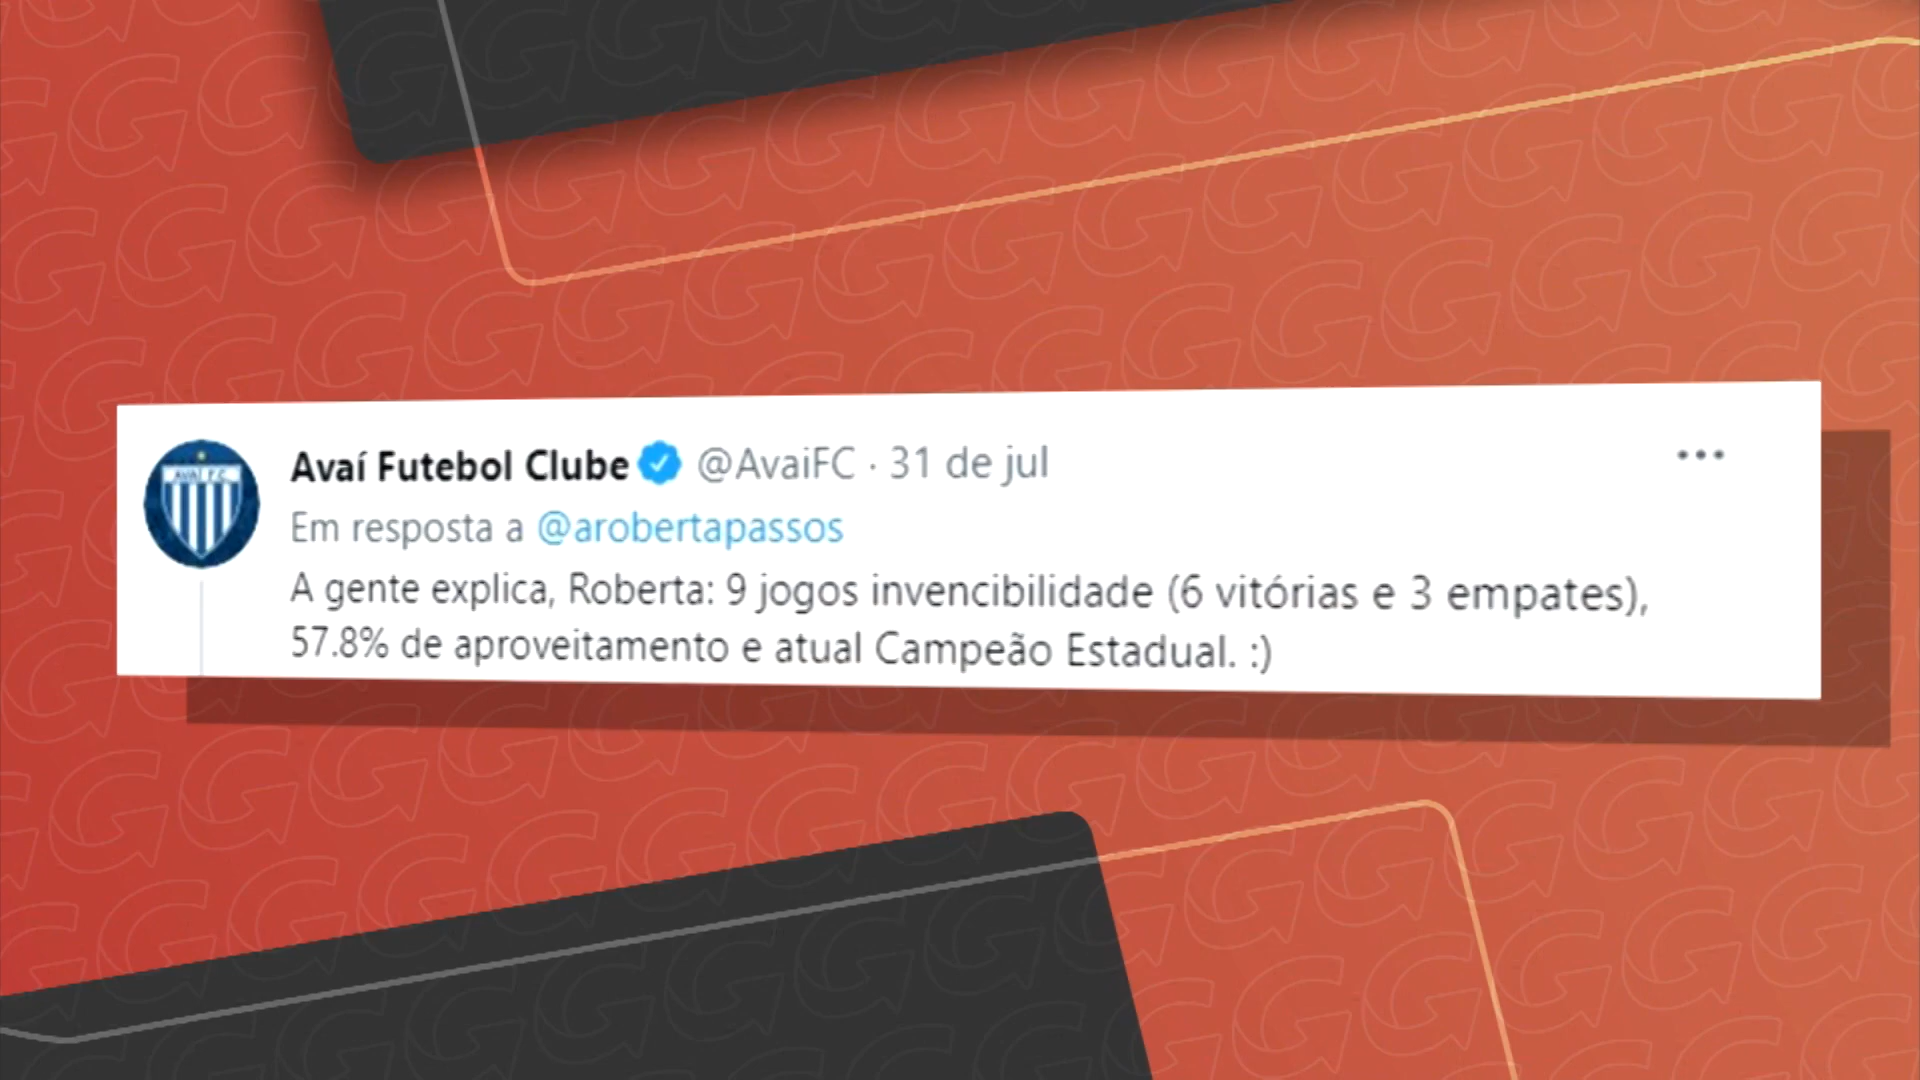 Avaí Futebol Clube @AvaiFC · 31 de jul
Em resposta a @arobertapassos
A gente explica, Roberta: 9 jogos invencibilidade (6 vitórias e 3 empates),
57.8% de aproveitamento e atual Campeão Estadual. :)
AVAÍ F.C.